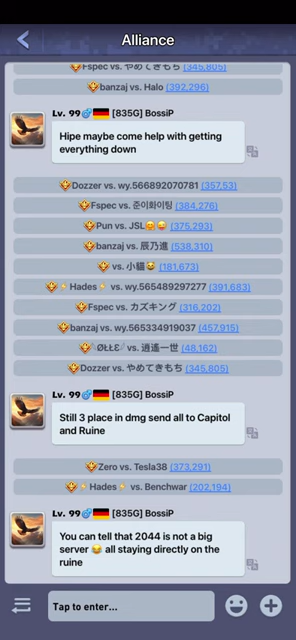 Alliance
Fspec vs. やめてきもち (345,805)
banzaj vs. Halo (392,296)
Lv. 99 [835G] BossiP
Hipe maybe come help with getting
everything down
Dozzer vs. wy.566892070781 (357,53)
Fspec vs. 준이화이팅 (384,276)
Pun vs. JSL🤗😜 (375,293)
banzaj vs. 辰乃進 (538,310)
vs. 小貓😂 (181,673)
Hades vs. wy.565489297277 (391,683)
Fspec vs. カズキング (316,202)
banzaj vs. wy.565334919037 (457,915)
ØŁŁƐ vs. 逍遥一世 (48,162)
Dozzer vs. やめてきもち (345,805)
Lv. 99 [835G] BossiP
Still 3 place in dmg send all to Capitol
and Ruine
Zero vs. Tesla38 (373,291)
Hades vs. Benchwar (202,194)
Lv. 99 [835G] BossiP
You can tell that 2044 is not a big
server 😂 all staying directly on the
ruine
Tap to enter...